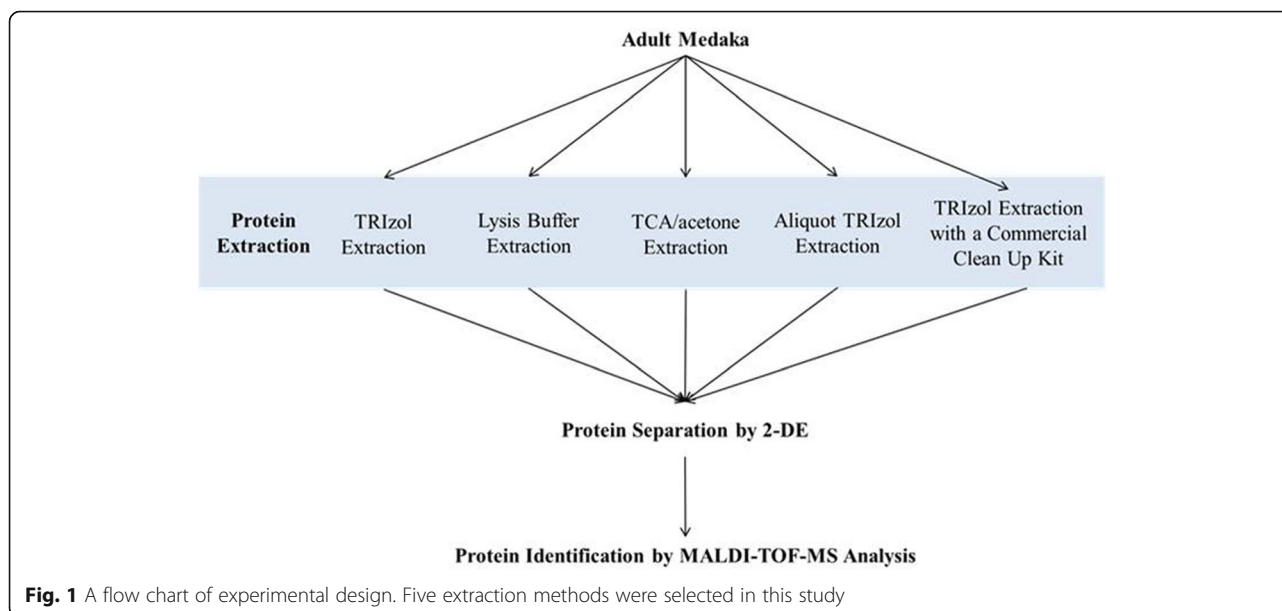 Adult Medaka
Protein
Extraction
TRIzol
Extraction
Lysis Buffer
Extraction
TCA/acetone
Extraction
Aliquot TRIzol
Extraction
TRIzol Extraction
with a Commercial
Clean Up Kit
Protein Separation by 2-DE
Protein Identification by MALDI-TOF-MS Analysis
Fig. 1 A flow chart of experimental design. Five extraction methods were selected in this study